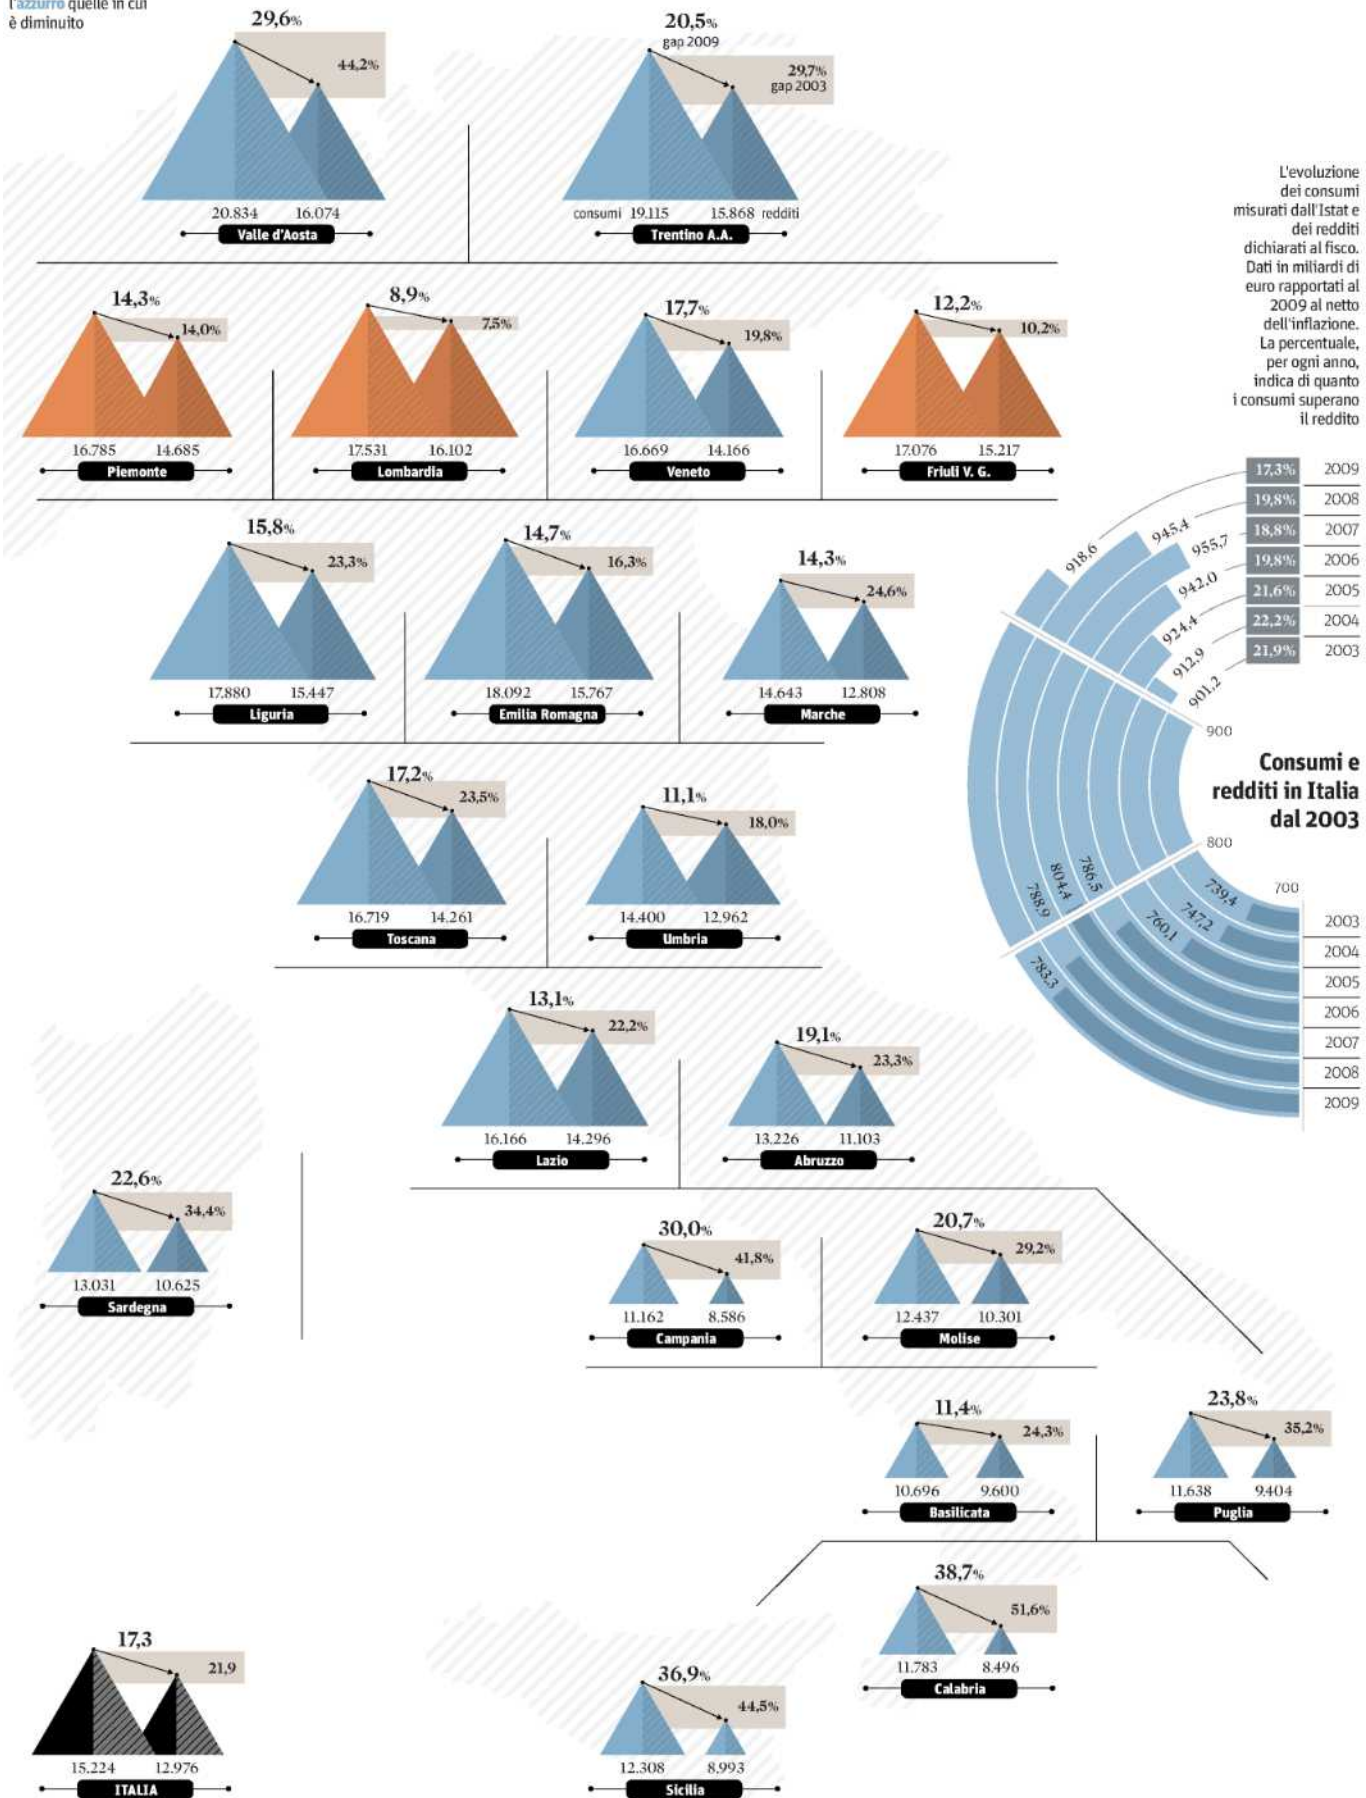 l'azzurro quelle in cui
è diminuito
29,6%
44,2%
20.834 16.074
Valle d'Aosta
20,5%
gap 2009
29,7%
gap 2003
consumi 19.115 15.868 redditi
Trentino A.A.
14,3%
14,0%
16.785 14.685
Piemonte
8,9%
7,5%
17.531 16.102
Lombardia
17,7%
19,8%
16.669 14.166
Veneto
12,2%
10,2%
17.076 15.217
Friuli V. G.
15,8%
23,3%
17.880 15.447
Liguria
14,7%
16,3%
18.092 15.767
Emilia Romagna
14,3%
24,6%
14.643 12.808
Marche
17,2%
23,5%
16.719 14.261
Toscana
11,1%
18,0%
14.400 12.962
Umbria
13,1%
22,2%
16.166 14.296
Lazio
19,1%
23,3%
13.226 11.103
Abruzzo
22,6%
34,4%
13.031 10.625
Sardegna
30,0%
41,8%
11.162 8.586
Campania
20,7%
29,2%
12.437 10.301
Molise
11,4%
24,3%
10.696 9.600
Basilicata
23,8%
35,2%
11.638 9.404
Puglia
38,7%
51,6%
11.783 8.496
Calabria
36,9%
44,5%
12.308 8.993
Sicilia
17,3
21,9
15.224 12.976
ITALIA
L'evoluzione
dei consumi
misurati dall'Istat e
dei redditi
dichiarati al fisco.
Dati in miliardi di
euro rapportati al
2009 al netto
dell'inflazione.
La percentuale,
per ogni anno,
indica di quanto
i consumi superano
il reddito
17,3% 2009
19,8% 2008
18,8% 2007
19,8% 2006
21,6% 2005
22,2% 2004
21,9% 2003
918.6
945.4
955,7
942.0
924.4
912.9
901.2
900
Consumi e
redditi in Italia
dal 2003
800
700
739,4
747,2
760,1
786,5
804,4
788,9
783,3
2003
2004
2005
2006
2007
2008
2009